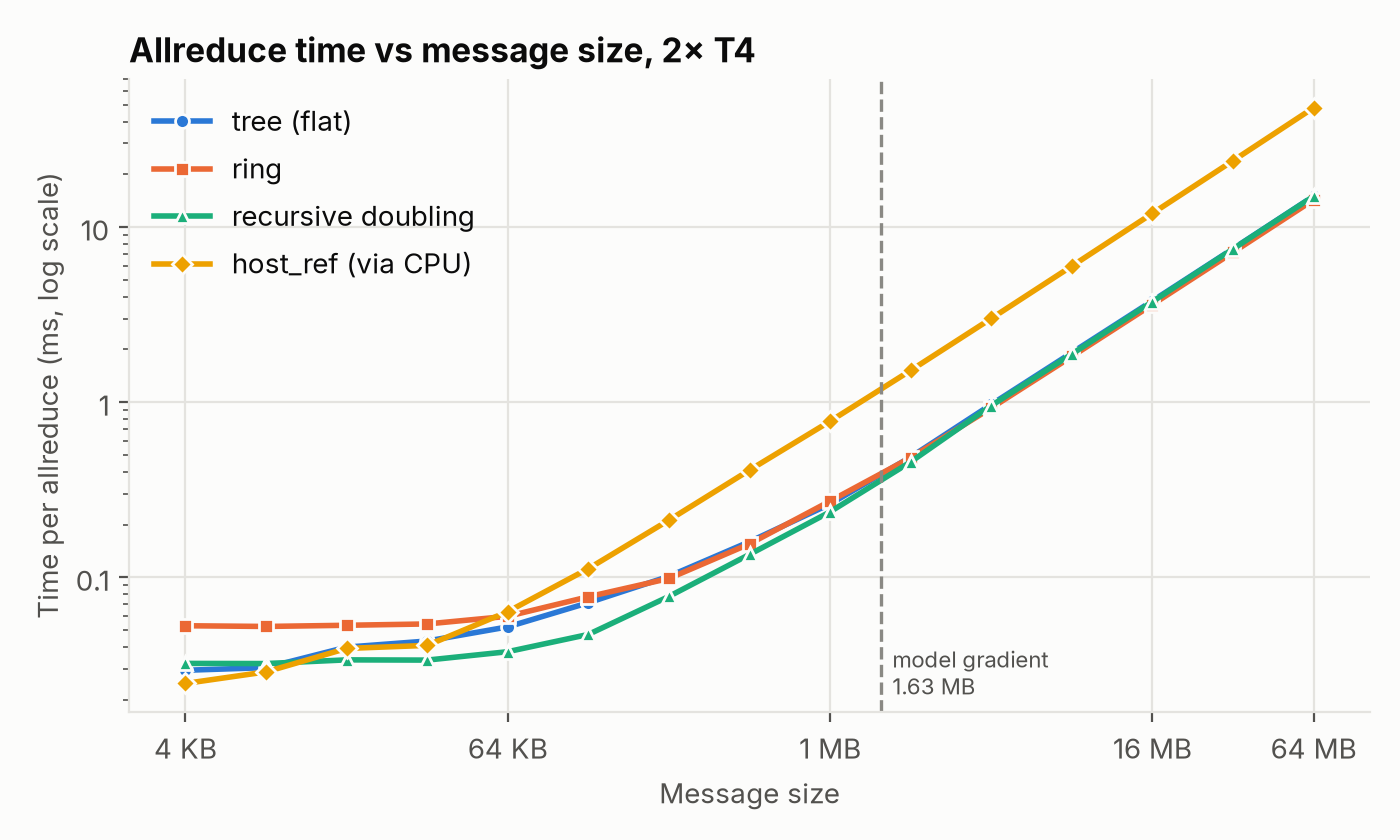 Allreduce time vs message size, 2× T4
tree (flat)
ring
recursive doubling
host_ref (via CPU)
Time per allreduce (ms, log scale)
10
1
0.1
model gradient
1.63 MB
4 KB
64 KB
1 MB
16 MB
64 MB
Message size